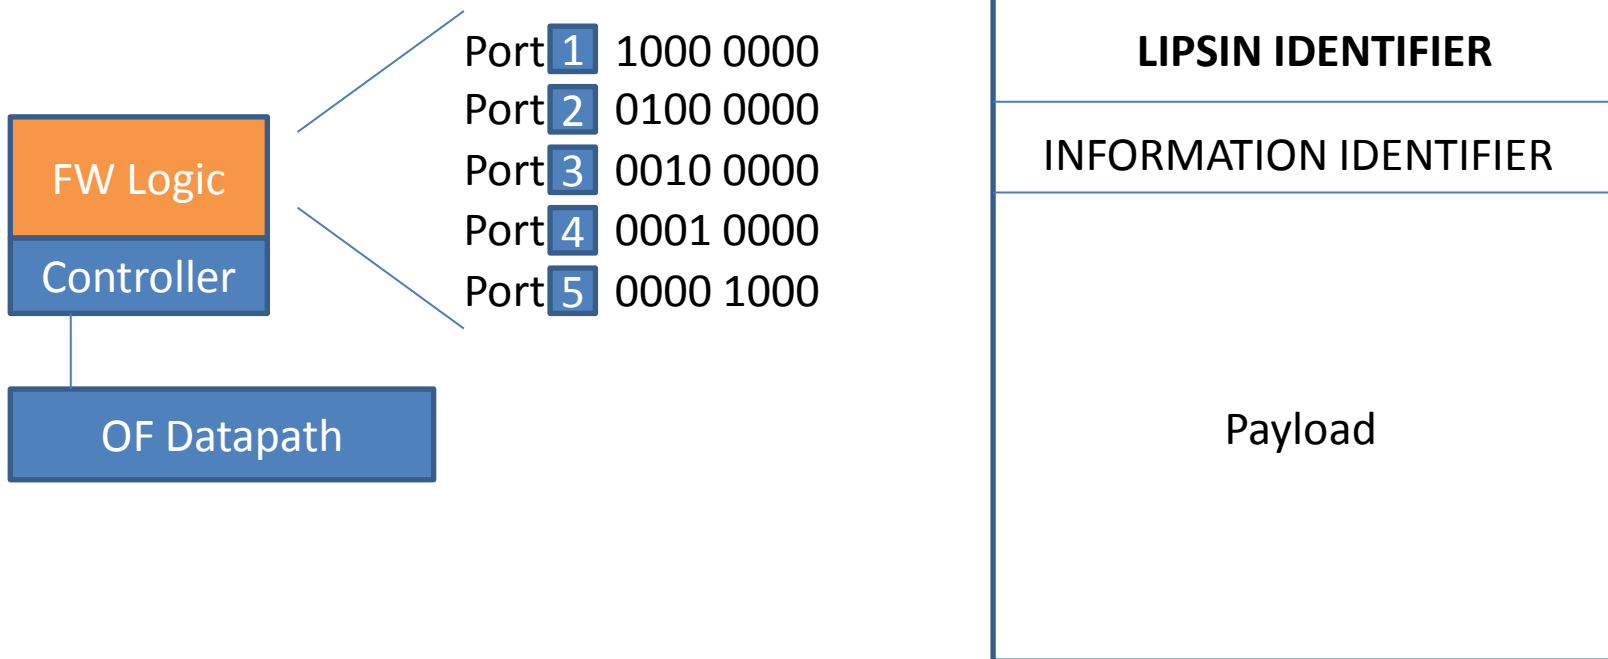 FW Logic
Controller
OF Datapath
Port 1 1000 0000
Port 2 0100 0000
Port 3 0010 0000
Port 4 0001 0000
Port 5 0000 1000
LIPSIN IDENTIFIER
INFORMATION IDENTIFIER
Payload